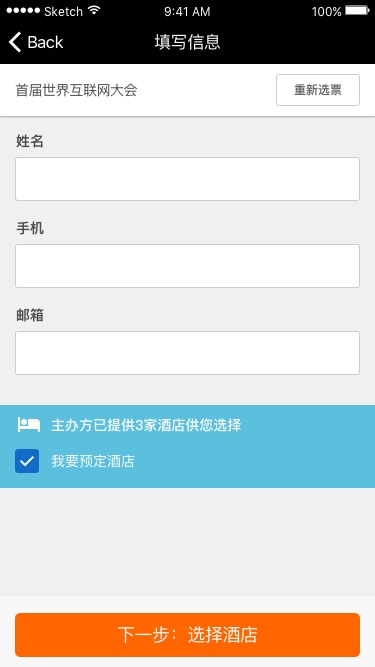 Sketch 9:41 AM 100%
Back 填写信息
首届世界互联网大会 重新选票
姓名
手机
邮箱
主办方已提供3家酒店供您选择
我要预定酒店
下一步：选择酒店